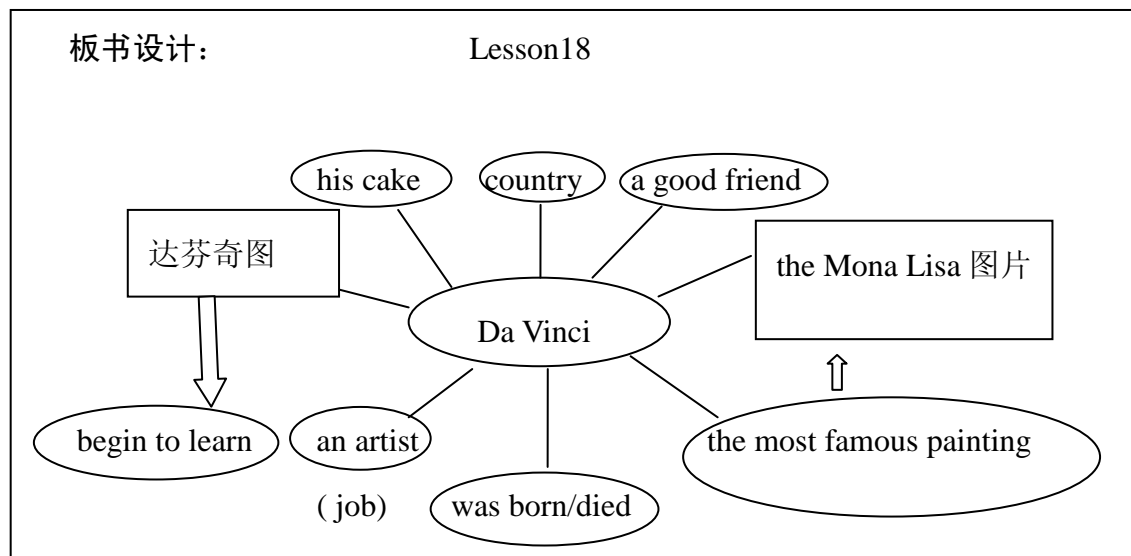 板书设计： Lesson18
his cake country a good friend
达芬奇图
the Mona Lisa 图片
Da Vinci
begin to learn an artist the most famous painting
( job) was born/died